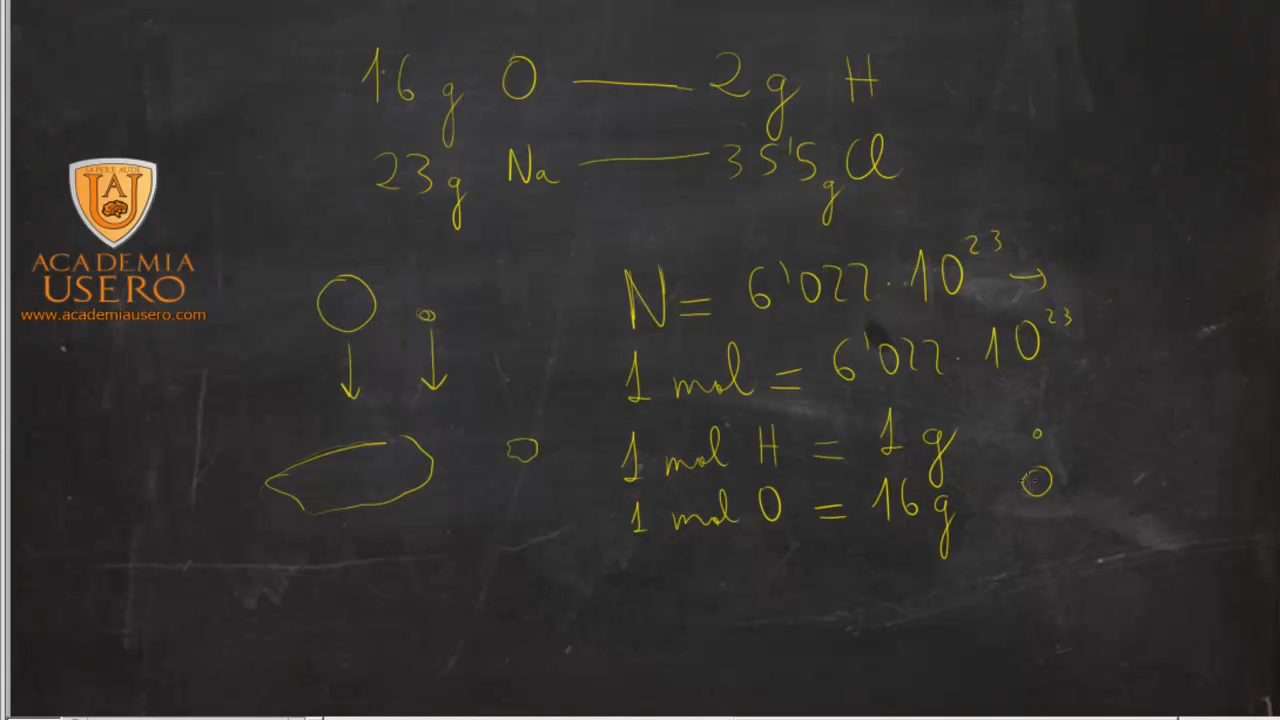 16 g O — 2 g H
23 g Na — 35'5 g Cl
SAPERE AUDE
UA
ACADEMIA
USERO
www.academiausero.com
N = 6'022 · 10²³ →
1 mol = 6'022 · 10²³
1 mol H = 1 g
1 mol O = 16 g